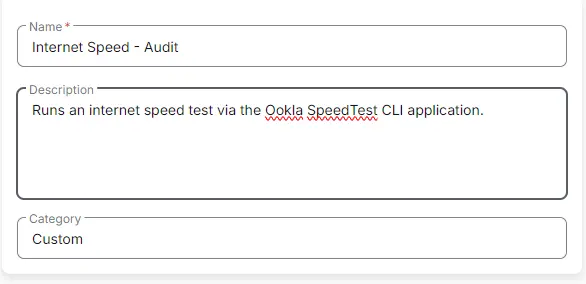 Name *
Internet Speed - Audit
Description
Runs an internet speed test via the Ookla SpeedTest CLI application.
Category
Custom